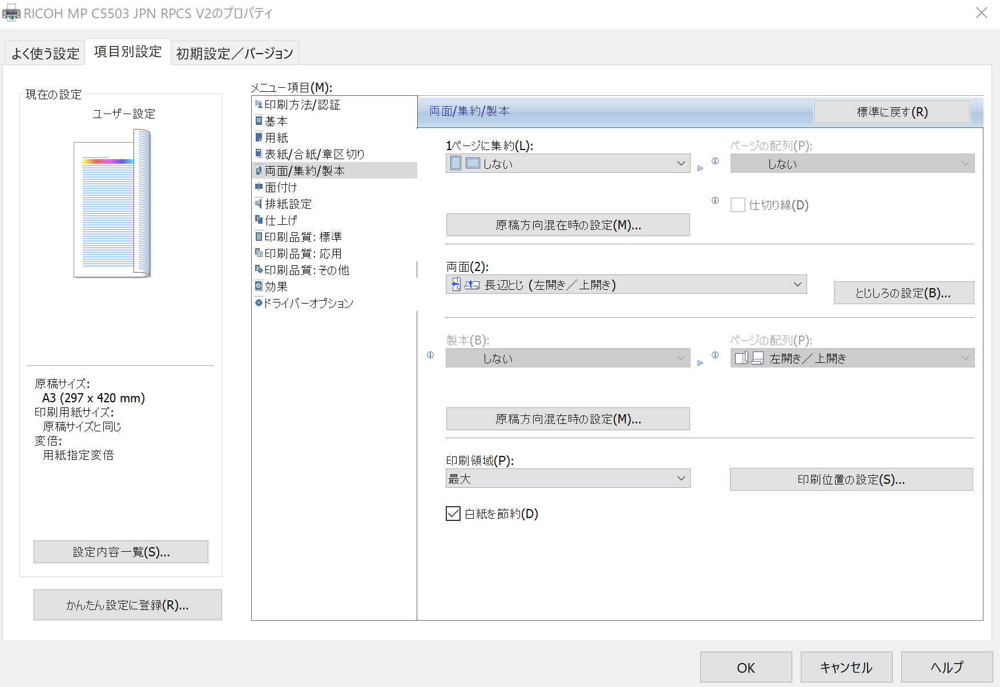 RICOH MP C5503 JPN RPCS V2のプロパティ
よく使う設定
項目別設定
初期設定／バージョン
現在の設定
ユーザー設定
原稿サイズ:
A3 (297 x 420 mm)
印刷用紙サイズ:
原稿サイズと同じ
変倍:
用紙指定変倍
設定内容一覧(S)...
かんたん設定に登録(R)...
メニュー項目(M):
印刷方法/認証
基本
用紙
表紙/合紙/章区切り
両面/集約/製本
面付け
排紙設定
仕上げ
印刷品質: 標準
印刷品質: 応用
印刷品質: その他
効果
ドライバーオプション
両面/集約/製本
標準に戻す(R)
1ページに集約(L):
しない
ページの配列(P):
しない
仕切り線(D)
原稿方向混在時の設定(M)...
両面(2):
長辺とじ (左開き／上開き)
とじしろの設定(B)...
製本(B):
しない
ページの配列(P):
左開き／上開き
原稿方向混在時の設定(M)...
印刷領域(P):
最大
印刷位置の設定(S)...
白紙を節約(D)
OK
キャンセル
ヘルプ